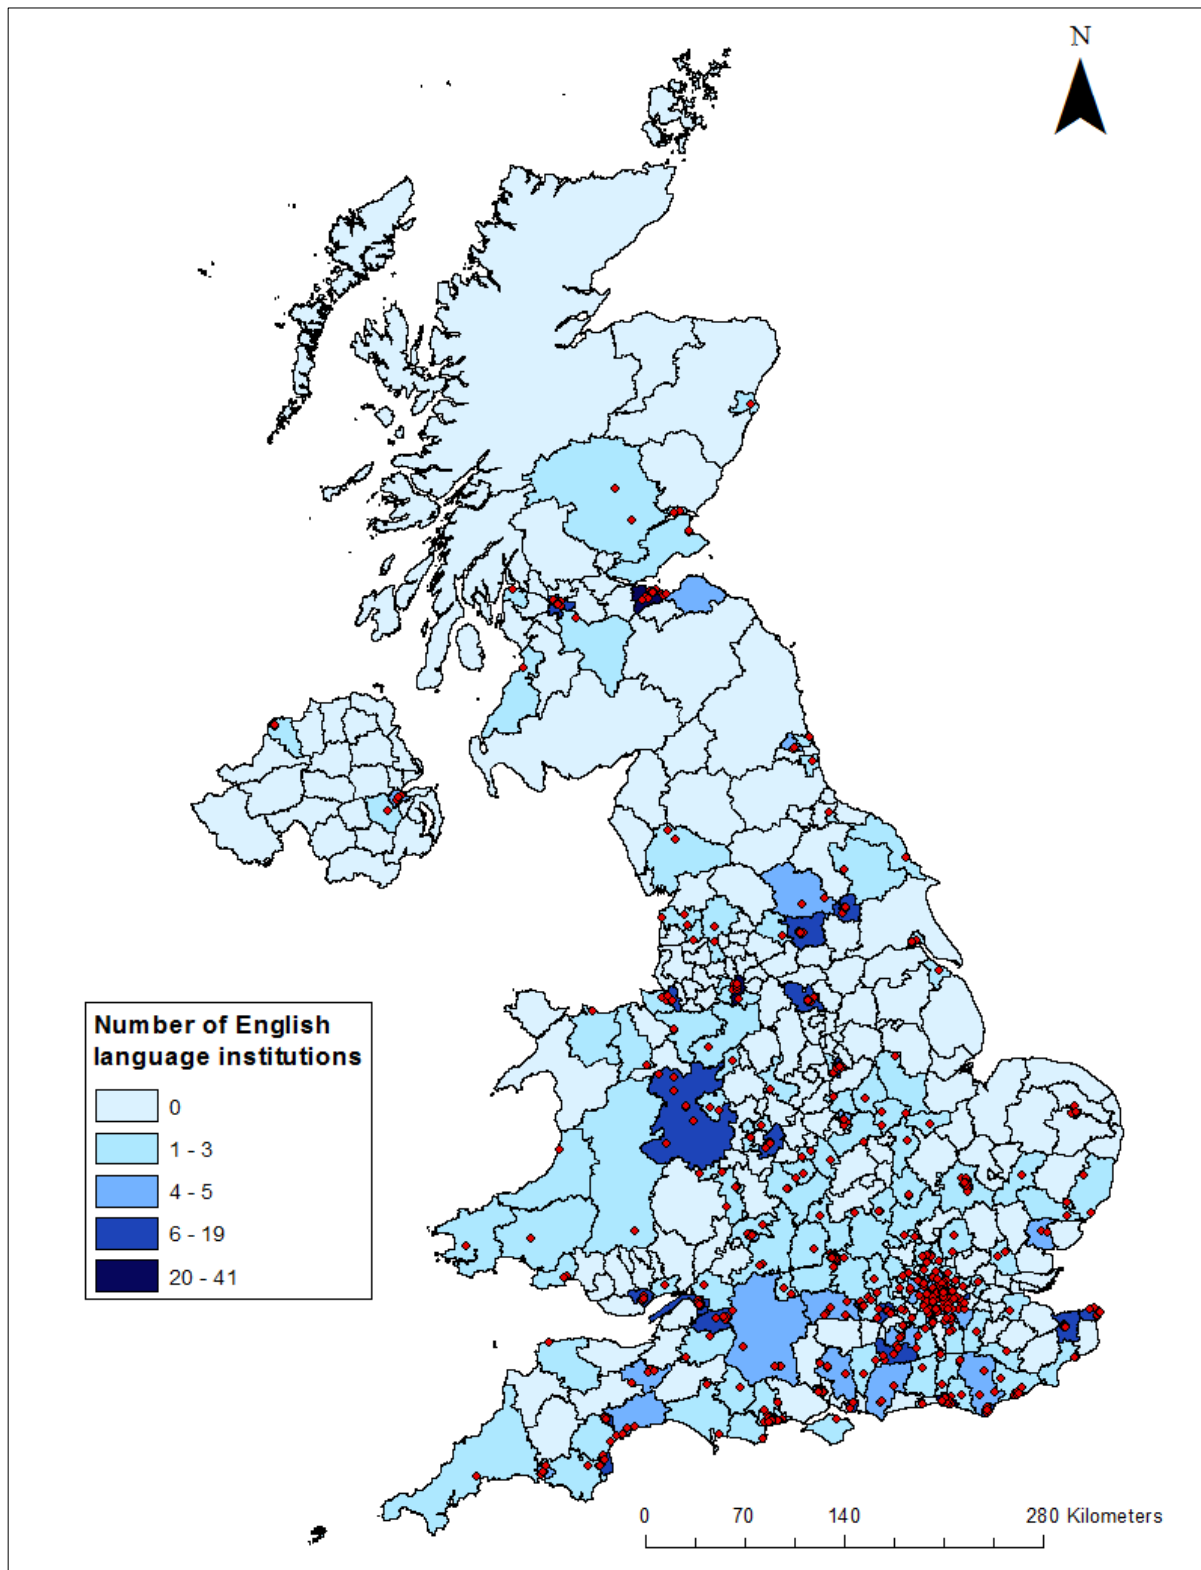 N
Number of English
language institutions
0
1 - 3
4 - 5
6 - 19
20 - 41
0 70 140 280 Kilometers